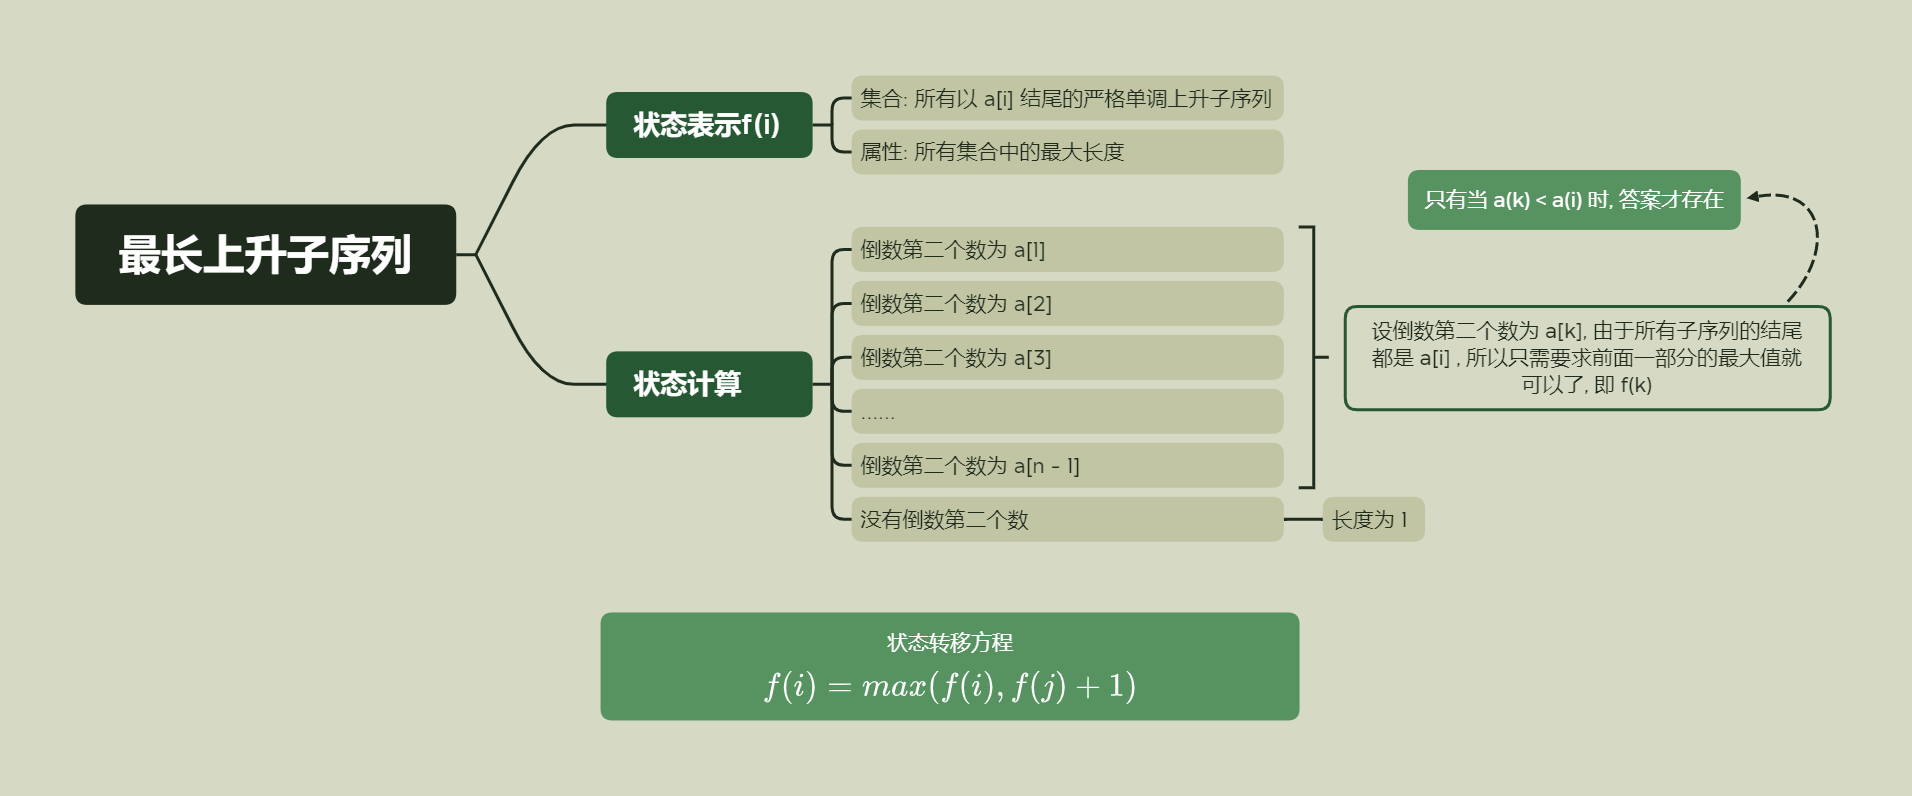 最长上升子序列
状态表示f(i)
集合: 所有以 a[i] 结尾的严格单调上升子序列
属性: 所有集合中的最大长度
状态计算
倒数第二个数为 a[1]
倒数第二个数为 a[2]
倒数第二个数为 a[3]
......
倒数第二个数为 a[n - 1]
没有倒数第二个数
长度为 1
设倒数第二个数为 a[k], 由于所有子序列的结尾
都是 a[i] , 所以只需要求前面一部分的最大值就
可以了, 即 f(k)
只有当 a(k) < a(i) 时, 答案才存在
状态转移方程
f(i) = max(f(i), f(j) + 1)